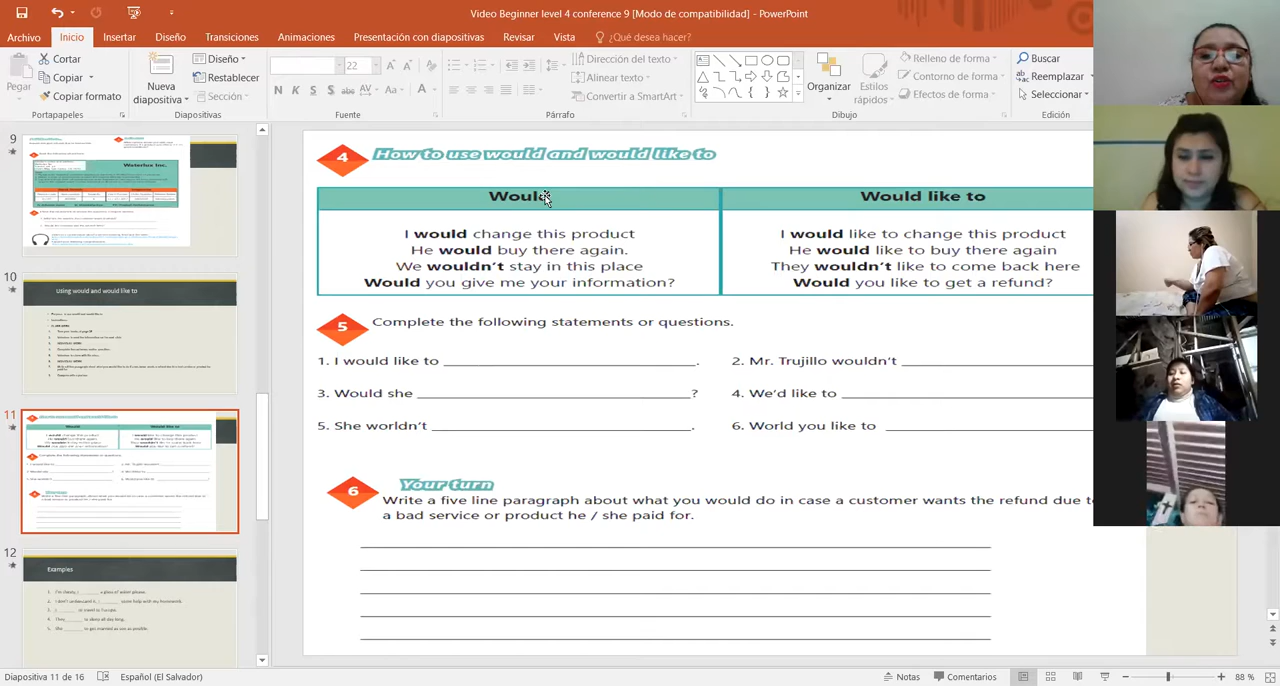 Video Beginner level 4 conference 9 [Modo de compatibilidad] - PowerPoint
Archivo Inicio Insertar Diseño Transiciones Animaciones Presentación con diapositivas Revisar Vista ¿Qué desea hacer?
Pegar
Cortar
Copiar
Copiar formato
Portapapeles
Nueva
diapositiva
Diseño
Restablecer
Sección
Diapositivas
22
Fuente
Dirección del texto
Alinear texto
Convertir a SmartArt
Párrafo
Organizar
Estilos
rápidos
Relleno de forma
Contorno de forma
Efectos de forma
Dibujo
Buscar
Reemplazar
Seleccionar
Edición
9
Waterlux Inc.
10
Using would and would like to
11
12
Examples
4 How to use would and would like to
Would
I would change this product
He would buy there again.
We wouldn't stay in this place
Would you give me your information?
Would like to
I would like to change this product
He would like to buy there again
They wouldn't like to come back here
Would you like to get a refund?
5 Complete the following statements or questions.
1. I would like to ______.
2. Mr. Trujillo wouldn't ______
3. Would she ______?
4. We'd like to ______
5. She worldn't ______.
6. World you like to ______
6 Your turn
Write a five line paragraph about what you would do in case a customer wants the refund due to
a bad service or product he / she paid for.
Diapositiva 11 de 16 Español (El Salvador) Notas Comentarios 88 %